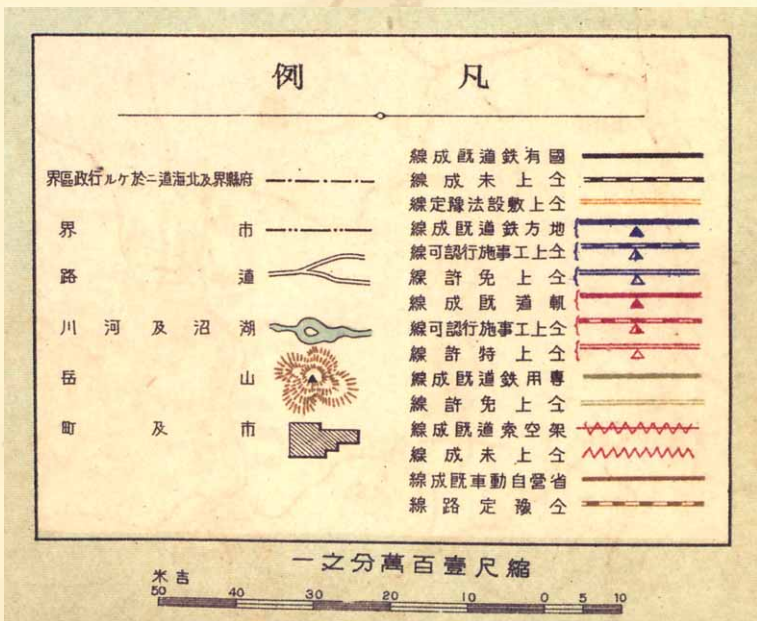 凡例
國有鉄道既成線
仝上未成線
仝上敷設法豫定線
地方鉄道既成線
仝上工事施行認可線
仝上免許線
軌道既成線
仝上工事施行認可線
仝上特許線
專用鉄道既成線
仝上免許線
架空索道既成線
仝上未成線
省營自動車既成線
仝豫定路線
府縣界及北海道ニ於ケル行政區界
市界
道路
湖沼及河川
山岳
市及町
縮尺壹百萬分之一
吉米
50 40 30 20 10 0 5 10